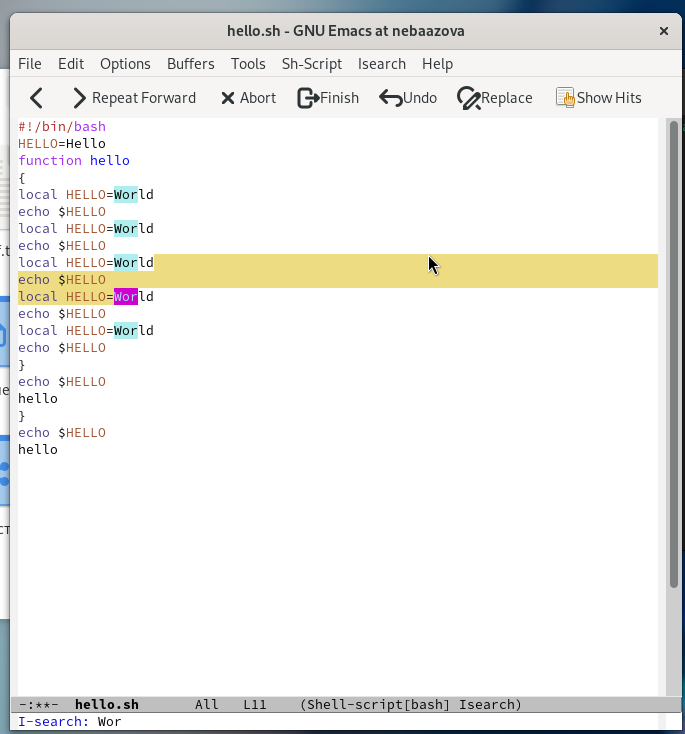 hello.sh - GNU Emacs at nebaazova
File Edit Options Buffers Tools Sh-Script Isearch Help
Repeat Forward Abort Finish Undo Replace Show Hits
#!/bin/bash
HELLO=Hello
function hello
{
local HELLO=World
echo $HELLO
local HELLO=World
echo $HELLO
local HELLO=World
echo $HELLO
local HELLO=World
echo $HELLO
local HELLO=World
echo $HELLO
}
echo $HELLO
hello
}
echo $HELLO
hello
-:**- hello.sh All L11 (Shell-script[bash] Isearch)
I-search: Wor